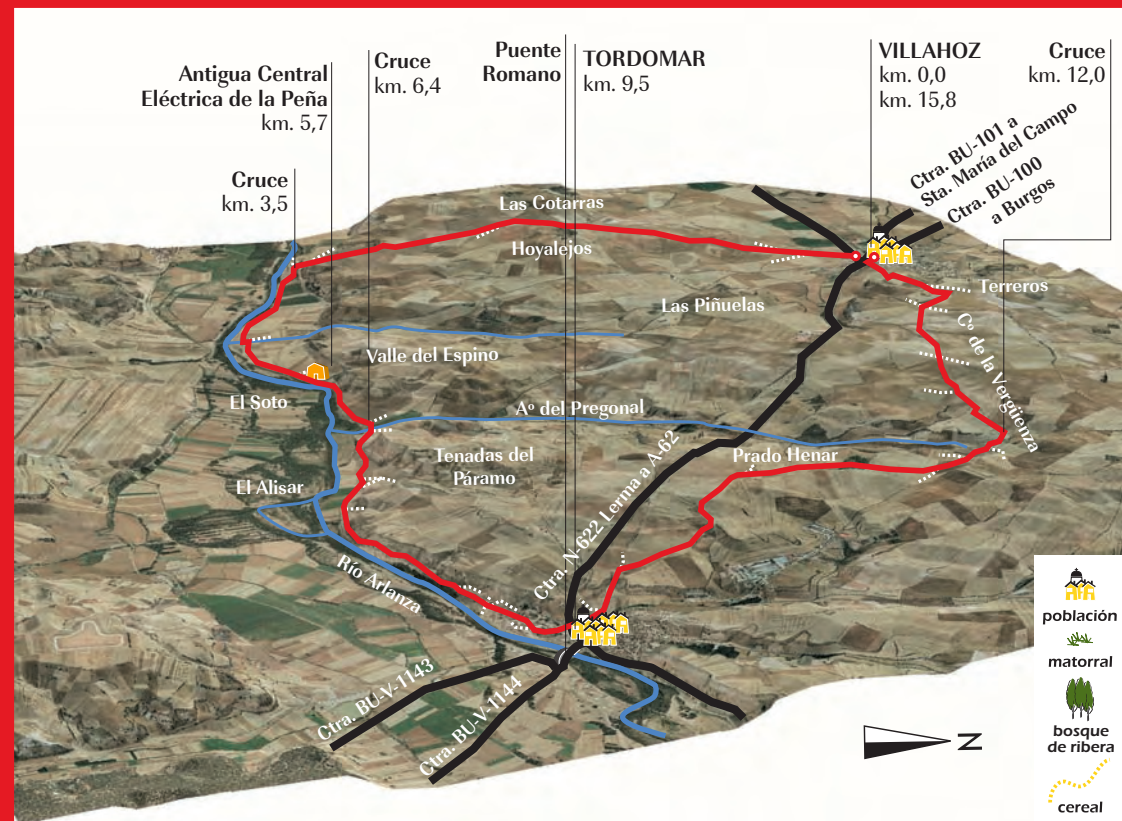 Antigua Central
Eléctrica de la Peña
km. 5,7
Cruce
km. 6,4
Puente
Romano
TORDOMAR
km. 9,5
VILLAHOZ
km. 0,0
km. 15,8
Cruce
km. 12,0
Cruce
km. 3,5
Ctra. BU-101 a
Sta. María del Campo
Ctra. BU-100
a Burgos
Las Cotarras
Hoyalejos
Las Piñuelas
Terreros
Cº de la Vergüenza
Valle del Espino
El Soto
Aº del Pregonal
Tenadas del
Páramo
Prado Henar
El Alisar
Ctra. N-622 Lerma a A-62
Río Arlanza
Ctra. BU-V-1143
Ctra. BU-V-1144
N
población
matorral
bosque
de ribera
cereal